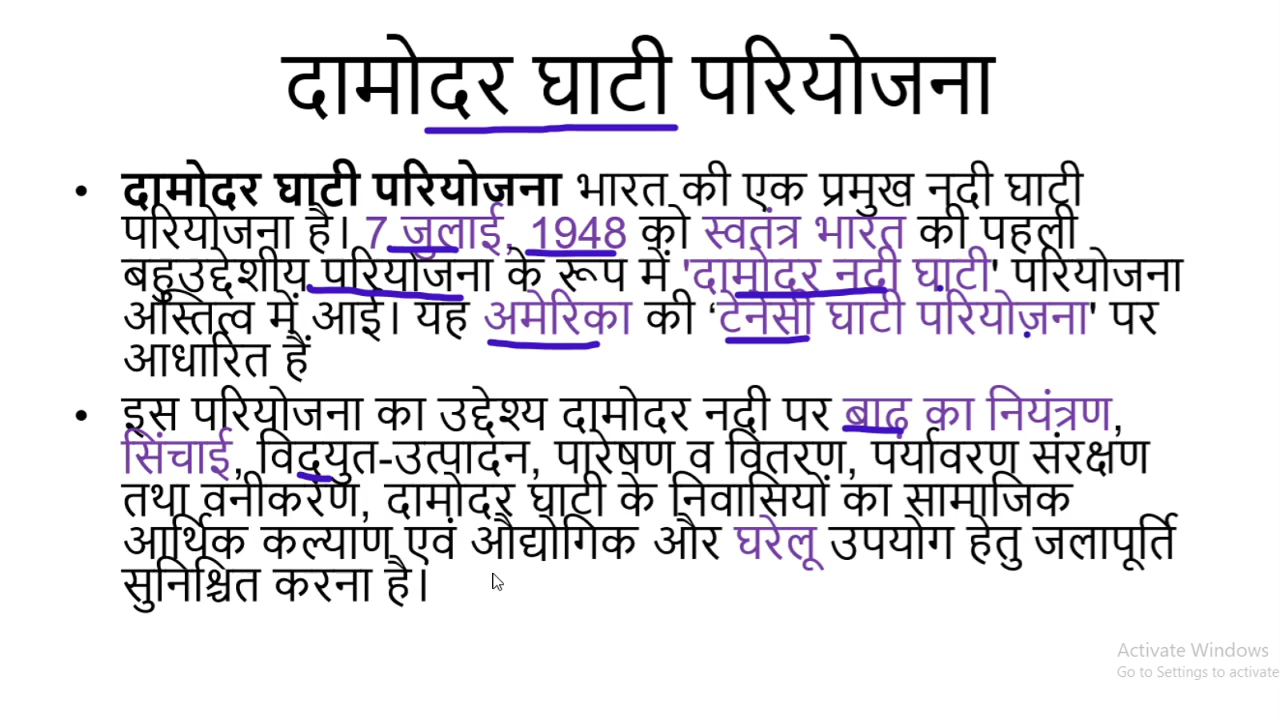 दामोदर घाटी परियोजना
• दामोदर घाटी परियोजना भारत की एक प्रमुख नदी घाटी
परियोजना है। 7 जुलाई, 1948 को स्वतंत्र भारत की पहली
बहुउद्देशीय परियोजना के रूप में 'दामोदर नदी घाटी' परियोजना
अस्तित्व में आई। यह अमेरिका की ‘टेनेसी घाटी परियोज़ना' पर
आधारित हैं
• इस परियोजना का उद्देश्य दामोदर नदी पर बाढ़ का नियंत्रण,
सिंचाई, विद्युत-उत्पादन, पारेषण व वितरण, पर्यावरण संरक्षण
तथा वनीकरण, दामोदर घाटी के निवासियों का सामाजिक
आर्थिक कल्याण एवं औद्योगिक और घरेलू उपयोग हेतु जलापूर्ति
सुनिश्चित करना है।
Activate Windows
Go to Settings to activate